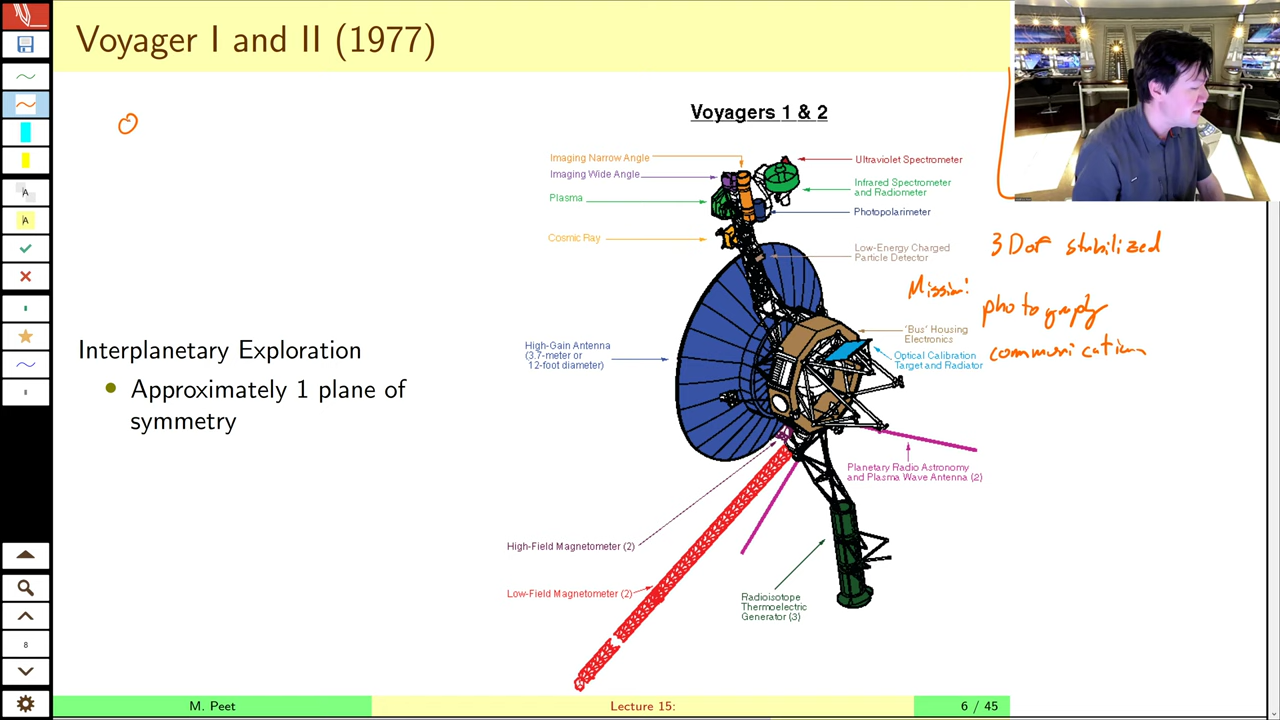 Voyager I and II (1977)
Voyagers 1 & 2
Imaging Narrow Angle
Imaging Wide Angle
Plasma
Cosmic Ray
Ultraviolet Spectrometer
Infrared Spectrometer
and Radiometer
Photopolarimeter
Low-Energy Charged
Particle Detector
3 DoF stabilized
Mission:
photography
communications
'Bus' Housing
Electronics
Optical Calibration
Target and Radiator
High-Gain Antenna
(3.7-meter or
12-foot diameter)
Interplanetary Exploration
Approximately 1 plane of
symmetry
Planetary Radio Astronomy
and Plasma Wave Antenna (2)
High-Field Magnetometer (2)
Low-Field Magnetometer (2)
Radioisotope
Thermoelectric
Generator (3)
8
M. Peet
Lecture 15:
6 / 45